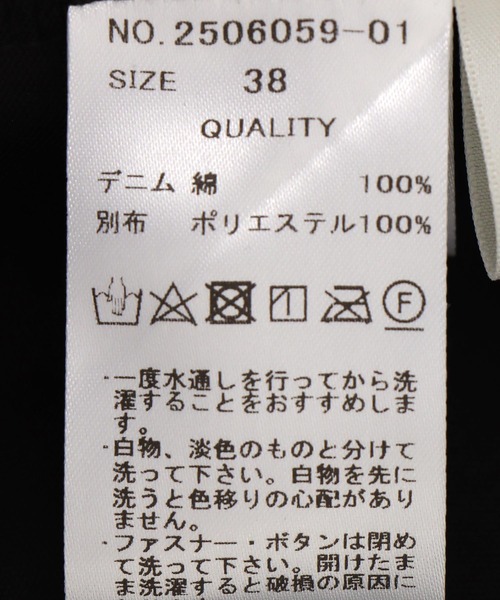 NO. 2506059-01
SIZE 38
QUALITY
デニム 綿 100%
別布 ポリエステル100%
F
・一度水通しを行ってから洗
濯することをおすすめしま
す。
・白物、淡色のものと分けて
洗って下さい。白物を先に
洗うと色移りの心配があり
ません。
・ファスナー・ボタンは閉め
て洗って下さい。開けたま
ま洗濯すると破損の原因に